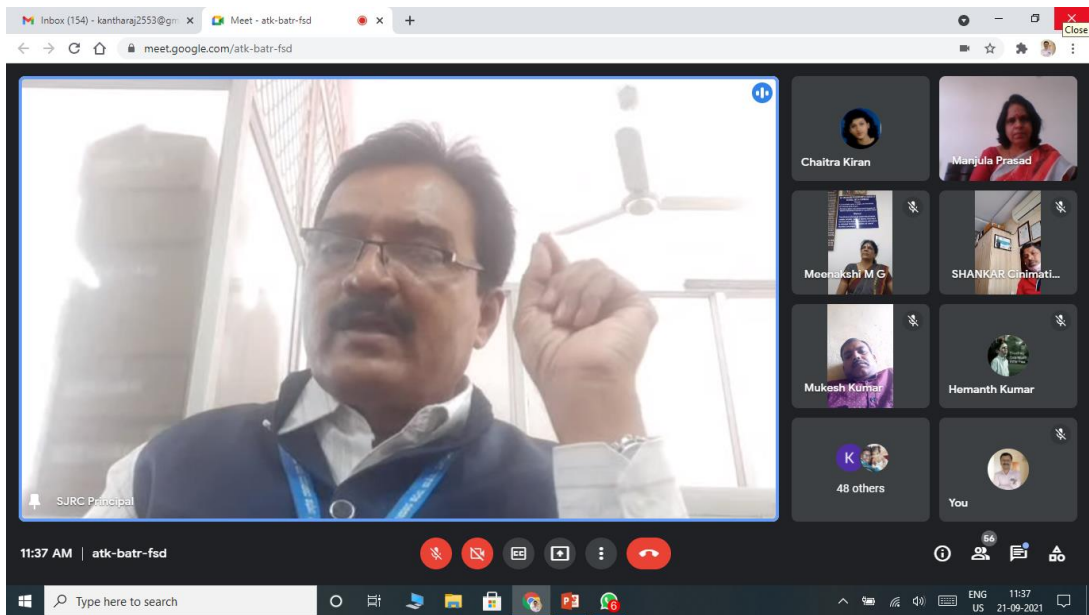 Inbox (154) - kantharaj2553@gm
Meet - atk-batr-fsd
Close
meet.google.com/atk-batr-fsd
Chaitra Kiran
Manjula Prasad
Meenakshi M G
SHANKAR Cinimati...
Mukesh Kumar
Hemanth Kumar
K
48 others
You
SJRC Principal
11:37 AM | atk-batr-fsd
56
Type here to search
6
ENG
US
11:37
21-09-2021